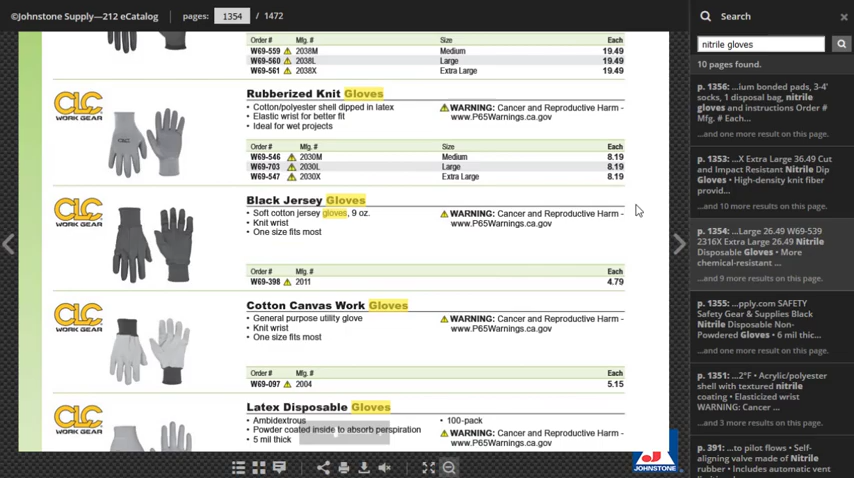 ©Johnstone Supply—212 eCatalog pages: 1354 / 1472
Order # Mfg. # Size Each
W69-559 2038M Medium 19.49
W69-560 2038L Large 19.49
W69-561 2038X Extra Large 19.49
CLC
WORK GEAR
Rubberized Knit Gloves
• Cotton/polyester shell dipped in latex
• Elastic wrist for better fit
• Ideal for wet projects
WARNING: Cancer and Reproductive Harm -
www.P65Warnings.ca.gov
Order # Mfg. # Size Each
W69-546 2030M Medium 8.19
W69-703 2030L Large 8.19
W69-547 2030X Extra Large 8.19
CLC
WORK GEAR
Black Jersey Gloves
• Soft cotton jersey gloves, 9 oz.
• Knit wrist
• One size fits most
WARNING: Cancer and Reproductive Harm -
www.P65Warnings.ca.gov
Order # Mfg. # Each
W69-398 2011 4.79
CLC
WORK GEAR
Cotton Canvas Work Gloves
• General purpose utility glove
• Knit wrist
• One size fits most
WARNING: Cancer and Reproductive Harm -
www.P65Warnings.ca.gov
Order # Mfg. # Each
W69-097 2004 5.15
CLC
WORK GEAR
Latex Disposable Gloves
• Ambidextrous
• Powder coated inside to absorb perspiration
• 5 mil thick
• 100-pack
WARNING: Cancer and Reproductive Harm -
www.P65Warnings.ca.gov
JOHNSTONE
Search
nitrile gloves
10 pages found.
p. 1356: ...ium bonded pads, 3-4'
socks, 1 disposal bag, nitrile
gloves and instructions Order #
Mfg. # Each...
...and one more result on this page.
p. 1353: ...X Extra Large 36.49 Cut
and Impact Resistant Nitrile Dip
Gloves • High-density knit fiber
provid...
...and 10 more results on this page.
p. 1354: ...Large 26.49 W69-539
2316X Extra Large 26.49 Nitrile
Disposable Gloves • More
chemical-resistant ...
...and 9 more results on this page.
p. 1355: ...pply.com SAFETY
Safety Gear & Supplies Black
Nitrile Disposable Non-
Powdered Gloves • 6 mil thic...
...and one more result on this page.
p. 1351: ...2°F • Acrylic/polyester
shell with textured nitrile
coating • Elasticized wrist
WARNING: Cancer ...
...and 3 more results on this page.
p. 391: ...to pilot flows • Self-
aligning valve made of Nitrile
rubber • Includes automatic vent